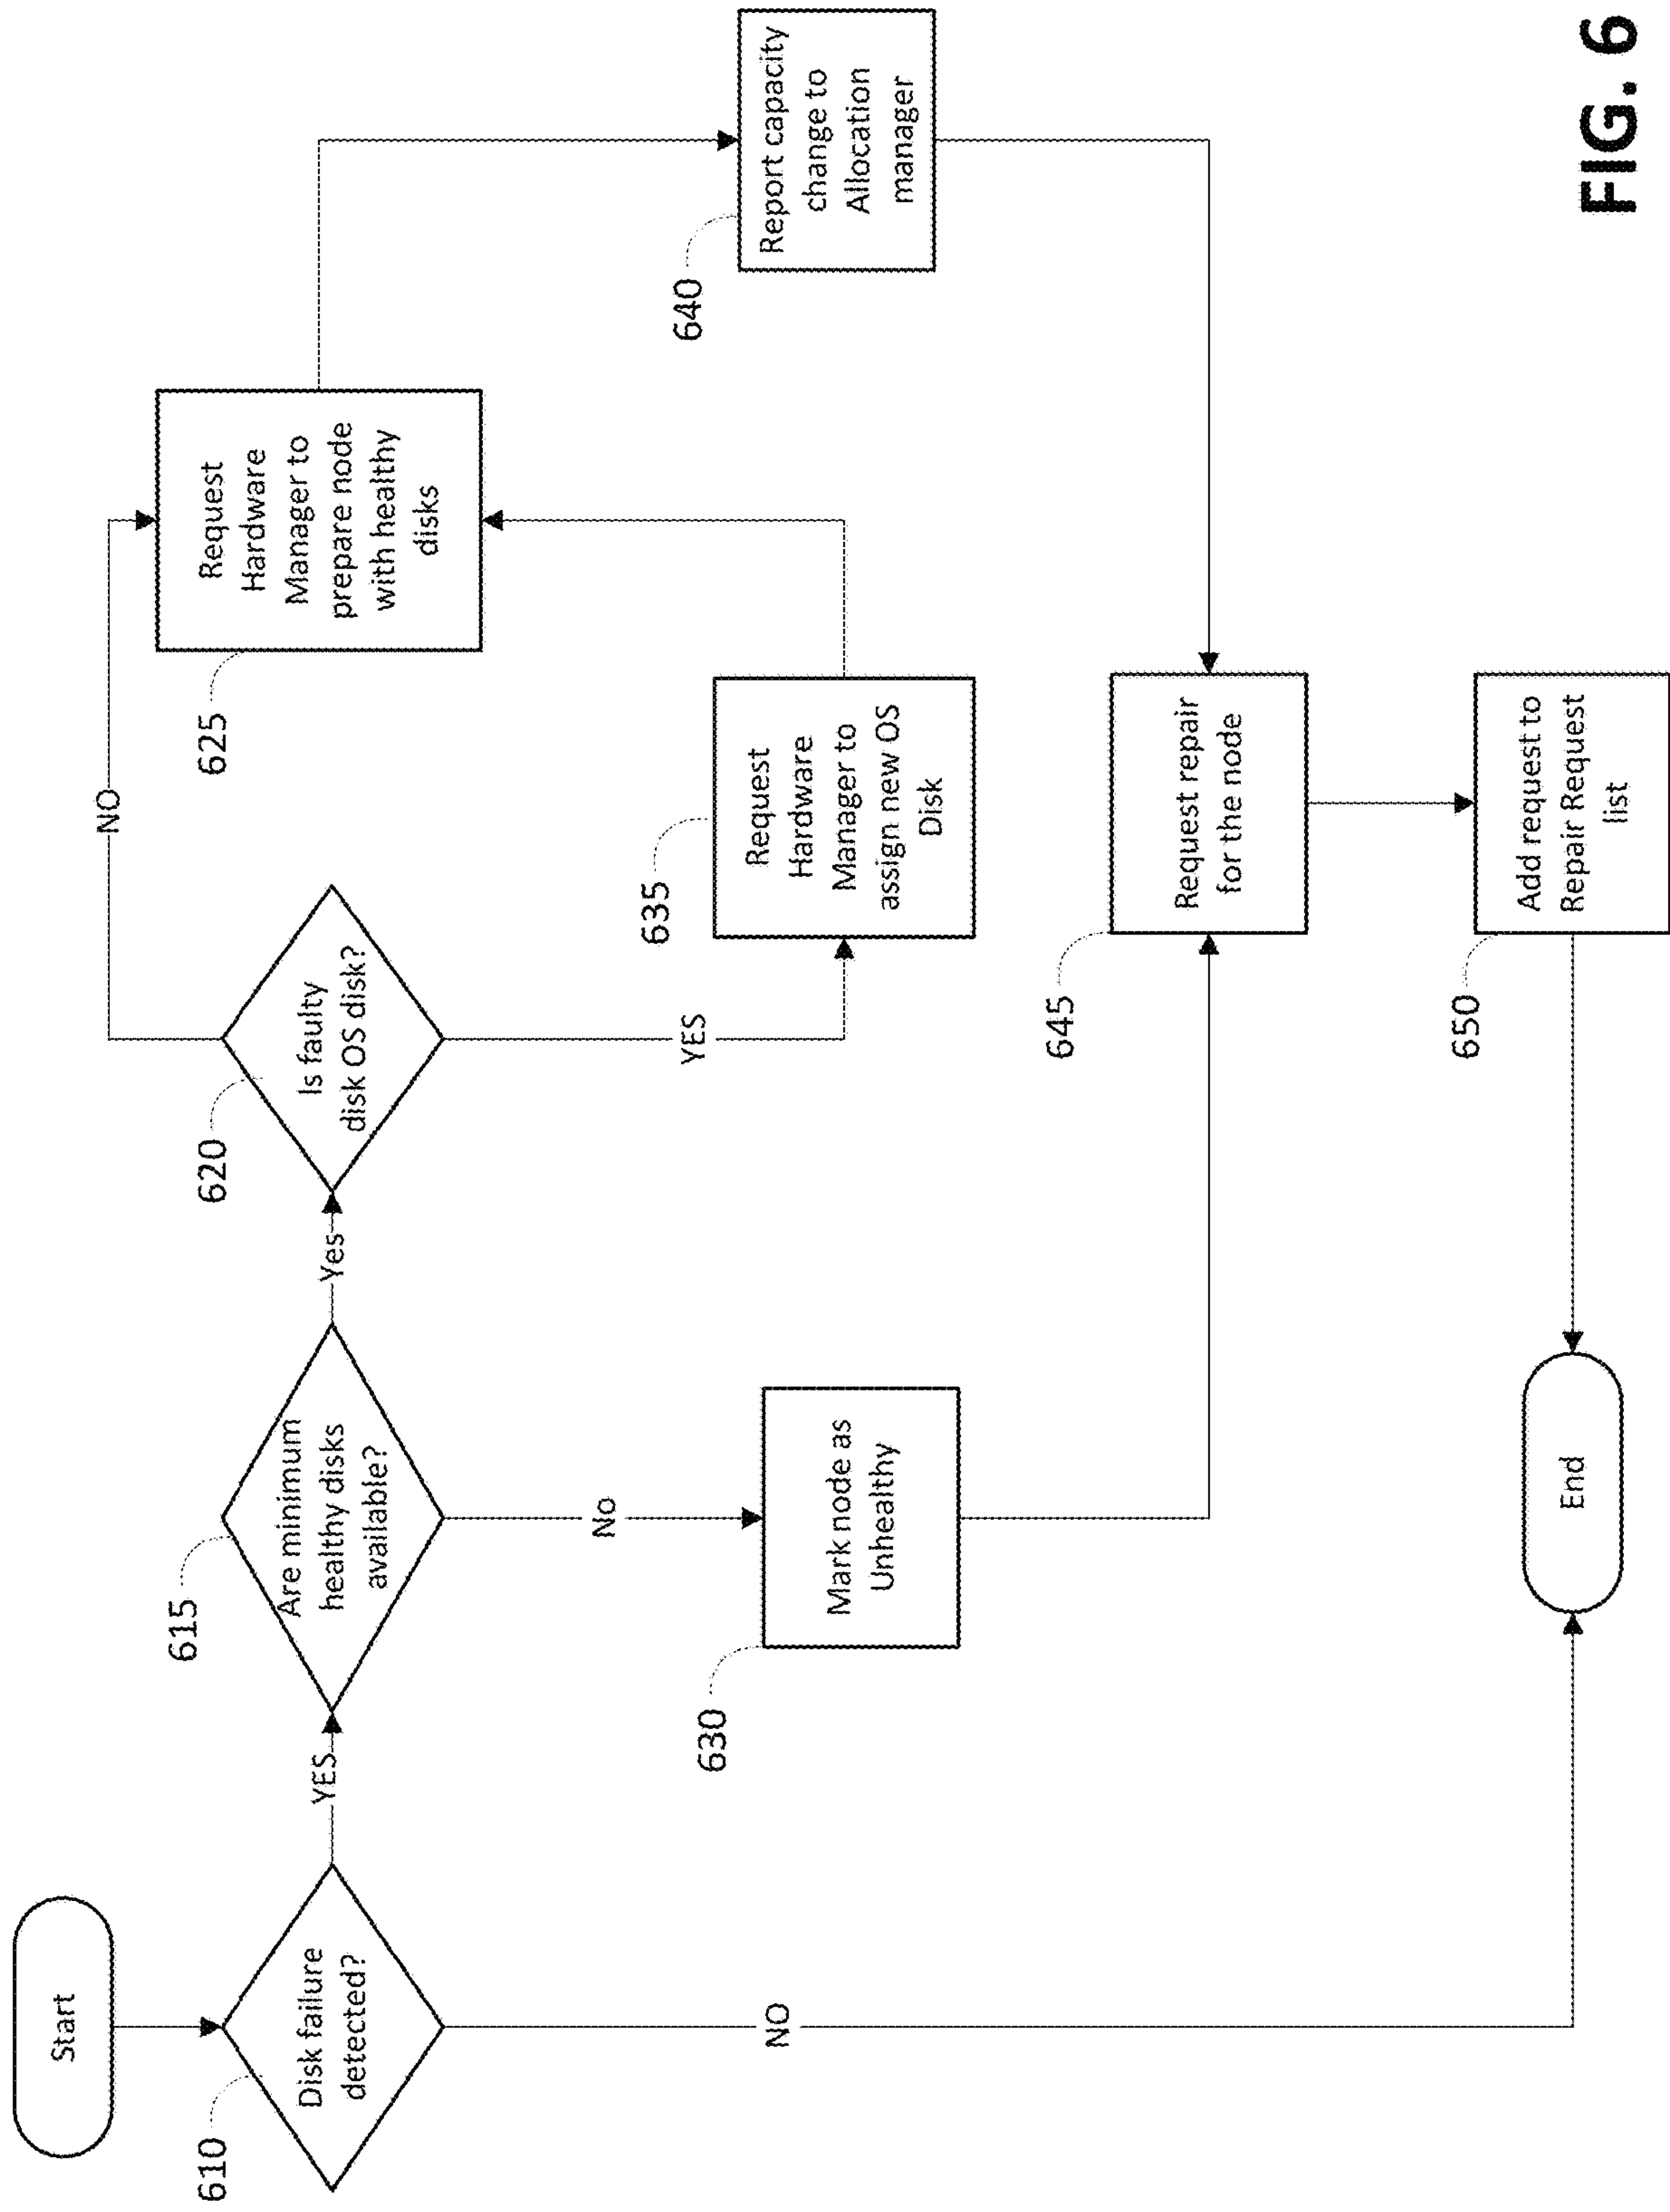 Start
610
Disk failure
detected?
YES
NO
615
Are minimum
healthy disks
available?
Yes
No
620
Is faulty
disk OS disk?
NO
YES
625
Request
Hardware
Manager to
prepare node
with healthy
disks
630
Mark node as
Unhealthy
635
Request
Hardware
Manager to
assign new OS
Disk
640
Report capacity
change to
Allocation
manager
645
Request repair
for the node
650
Add request to
Repair Request
list
End
FIG. 6